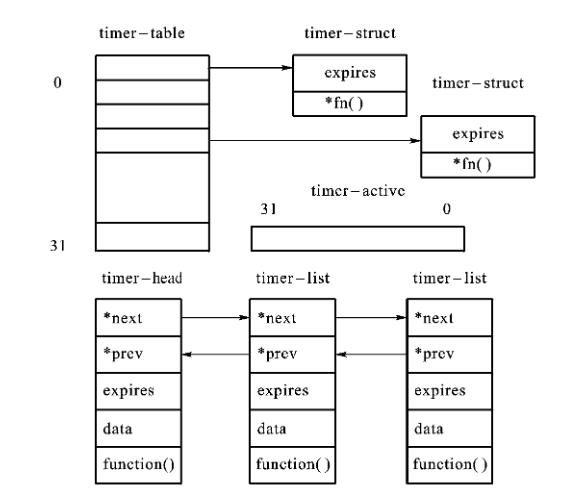 timer-table
timer-struct
0
expires
*fn()
timer-struct
expires
*fn()
timer-active
31
0
31
timer-head
timer-list
timer-list
*next
*next
*next
*prev
*prev
*prev
expires
expires
expires
data
data
data
function()
function()
function()